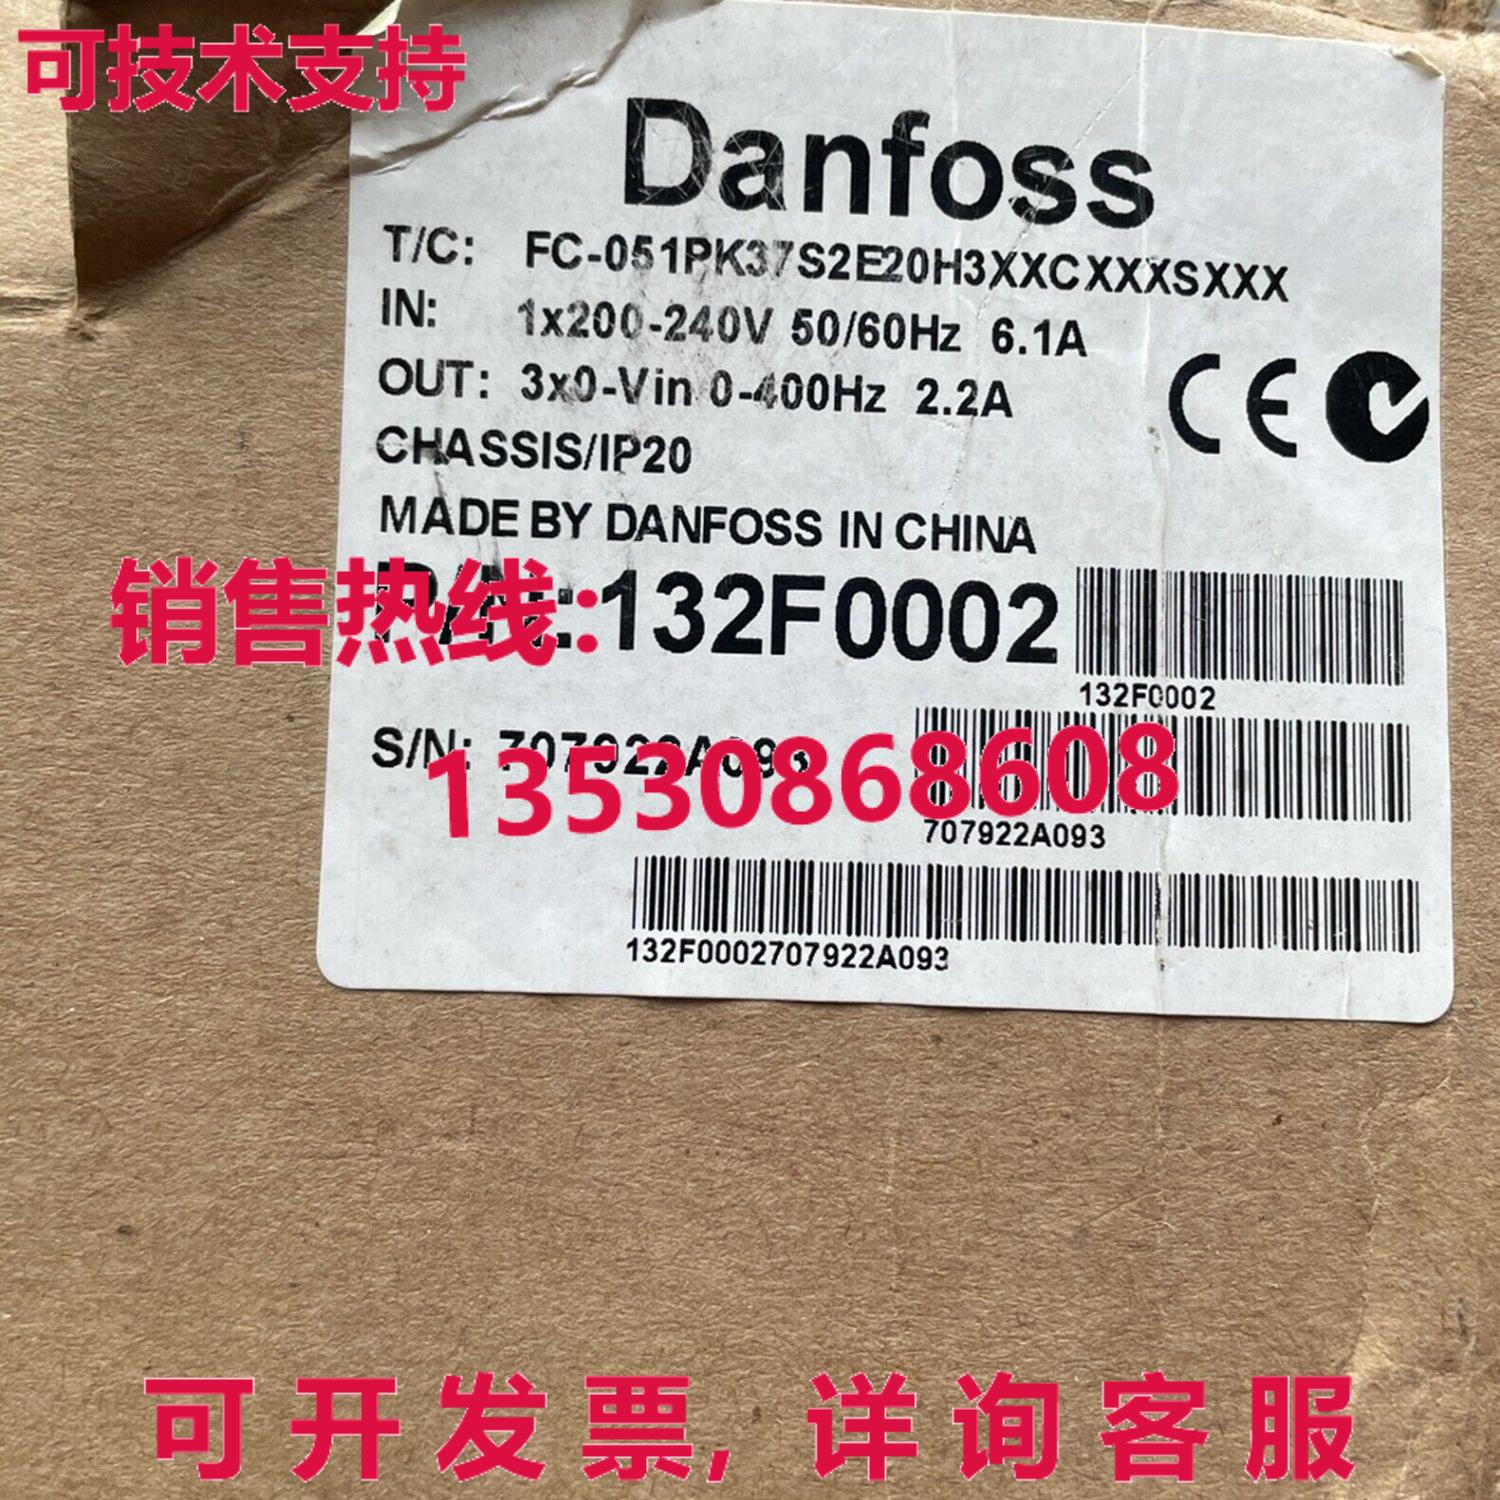 可技术支持
Danfoss
T/C: FC-051PK37S2E20H3XXCXXXSXXX
IN: 1x200-240V 50/60Hz 6.1A
OUT: 3x0-Vin 0-400Hz 2.2A
CHASSIS/IP20
MADE BY DANFOSS IN CHINA
销售热线:
132F0002
132F0002
S/N: 707922A093
13530868608
707922A093
132F0002707922A093
可开发票，详询客服